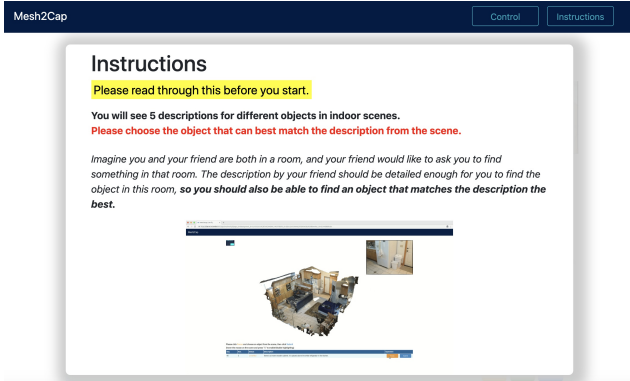 Mesh2Cap
Control
Instructions
Instructions
Please read through this before you start.
You will see 5 descriptions for different objects in indoor scenes.
Please choose the object that can best match the description from the scene.
Imagine you and your friend are both in a room, and your friend would like to ask you to find
something in that room. The description by your friend should be detailed enough for you to find the
object in this room, so you should also be able to find an object that matches the description the
best.